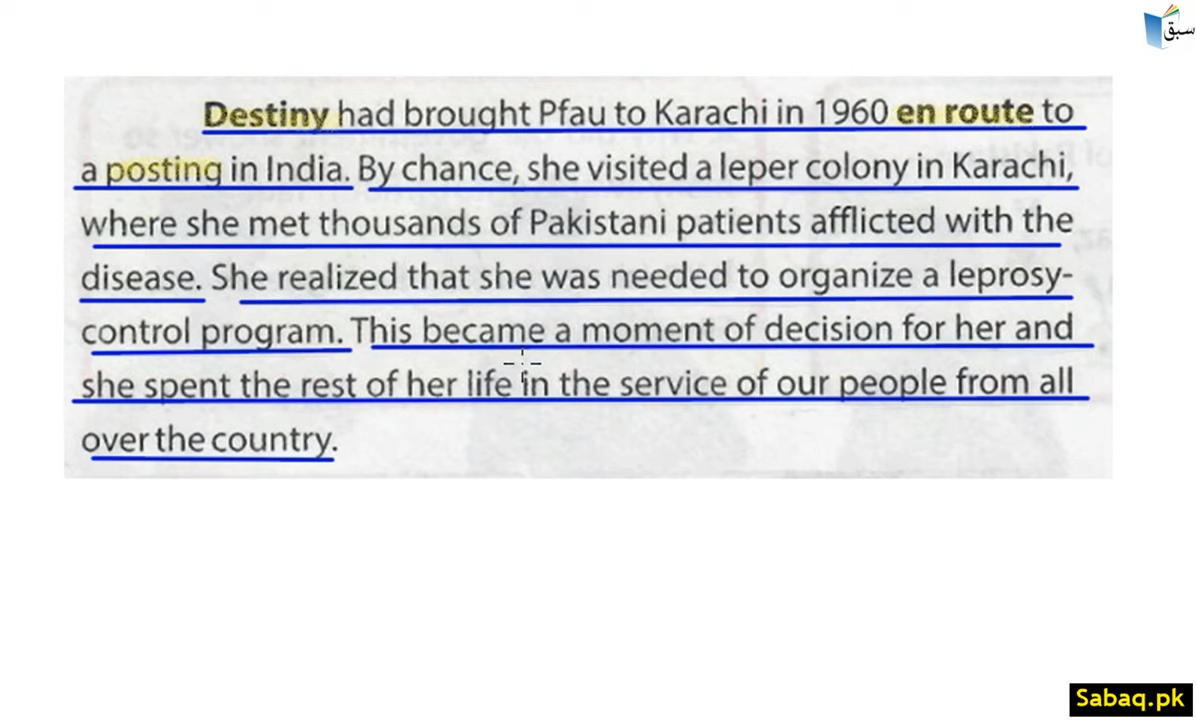 سبق
Destiny had brought Pfau to Karachi in 1960 en route to
a posting in India. By chance, she visited a leper colony in Karachi,
where she met thousands of Pakistani patients afflicted with the
disease. She realized that she was needed to organize a leprosy-
control program. This became a moment of decision for her and
she spent the rest of her life in the service of our people from all
over the country.
Sabaq.pk